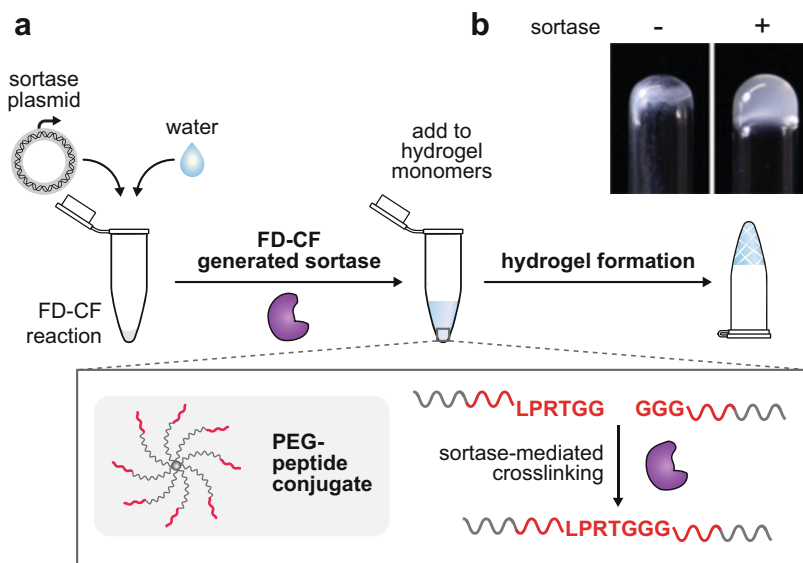 a
b
sortase - +
sortase
plasmid
water
add to
hydrogel
monomers
FD-CF
generated sortase
hydrogel formation
FD-CF
reaction
PEG-
peptide
conjugate
LPRTGG GGG
sortase-mediated
crosslinking
LPRTGGG